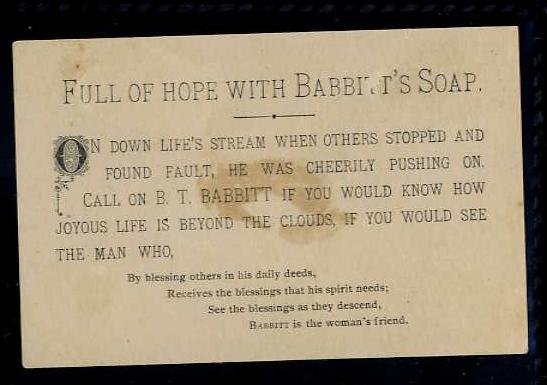 FULL OF HOPE WITH BABBITT'S SOAP.
ON DOWN LIFE'S STREAM WHEN OTHERS STOPPED AND
FOUND FAULT, HE WAS CHEERILY PUSHING ON.
CALL ON B. T. BABBITT IF YOU WOULD KNOW HOW
JOYOUS LIFE IS BEYOND THE CLOUDS, IF YOU WOULD SEE
THE MAN WHO,
By blessing others in his daily deeds,
Receives the blessings that his spirit needs;
See the blessings as they descend,
BABBITT is the woman's friend.